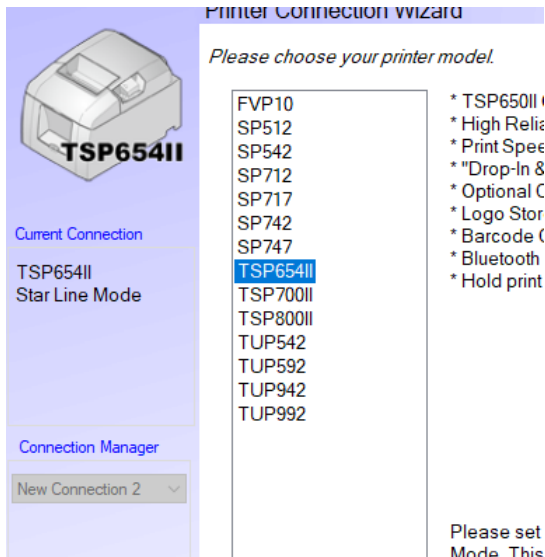 Printer Connection Wizard
Please choose your printer model.
TSP654II
Current Connection
TSP654II
Star Line Mode
Connection Manager
New Connection 2
FVP10
SP512
SP542
SP712
SP717
SP742
SP747
TSP654II
TSP700II
TSP800II
TUP542
TUP592
TUP942
TUP992
* TSP650II
* High
* Print
* "Drop-In &
* Optional
* Logo
* Barcode
* Bluetooth
* Hold print
Please set
Mode. This